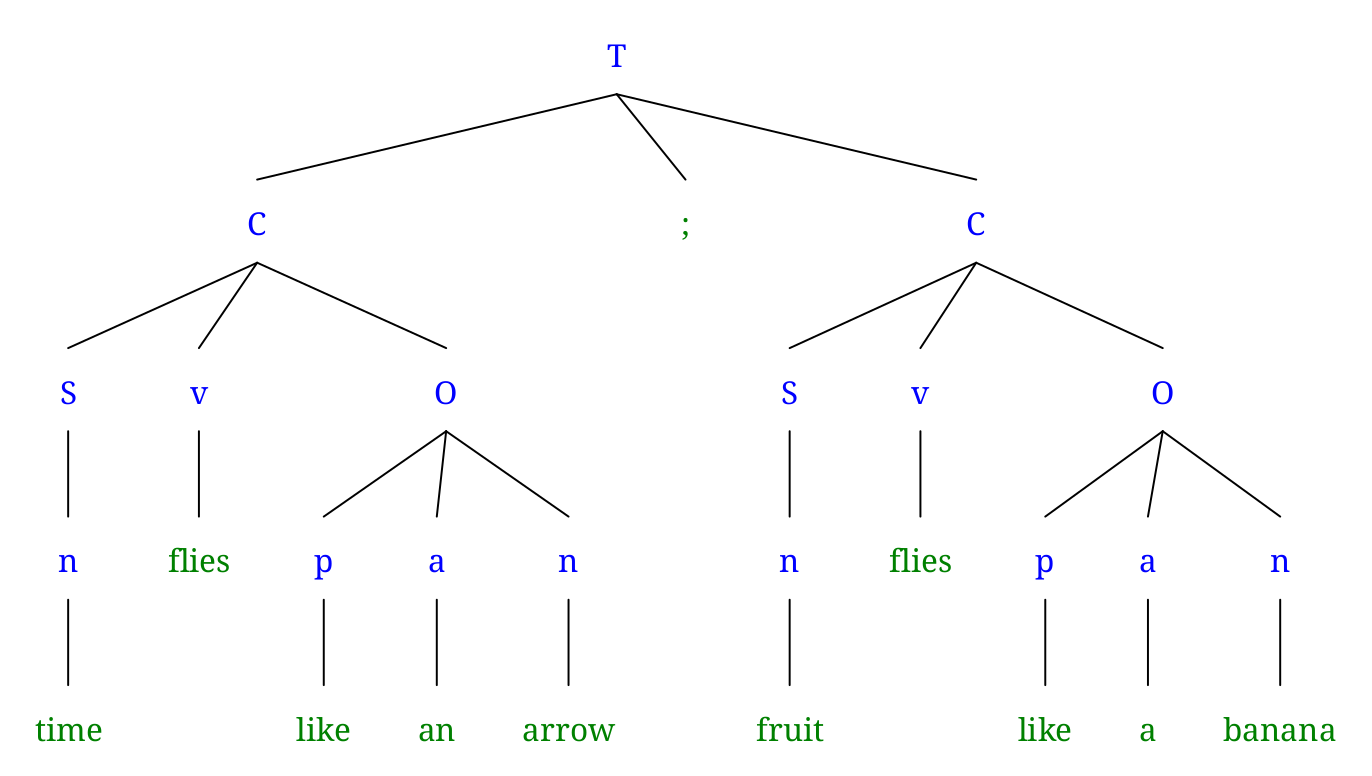 T
C ; C
S v O S v O
n flies p a n n flies p a n
time like an arrow fruit like a banana